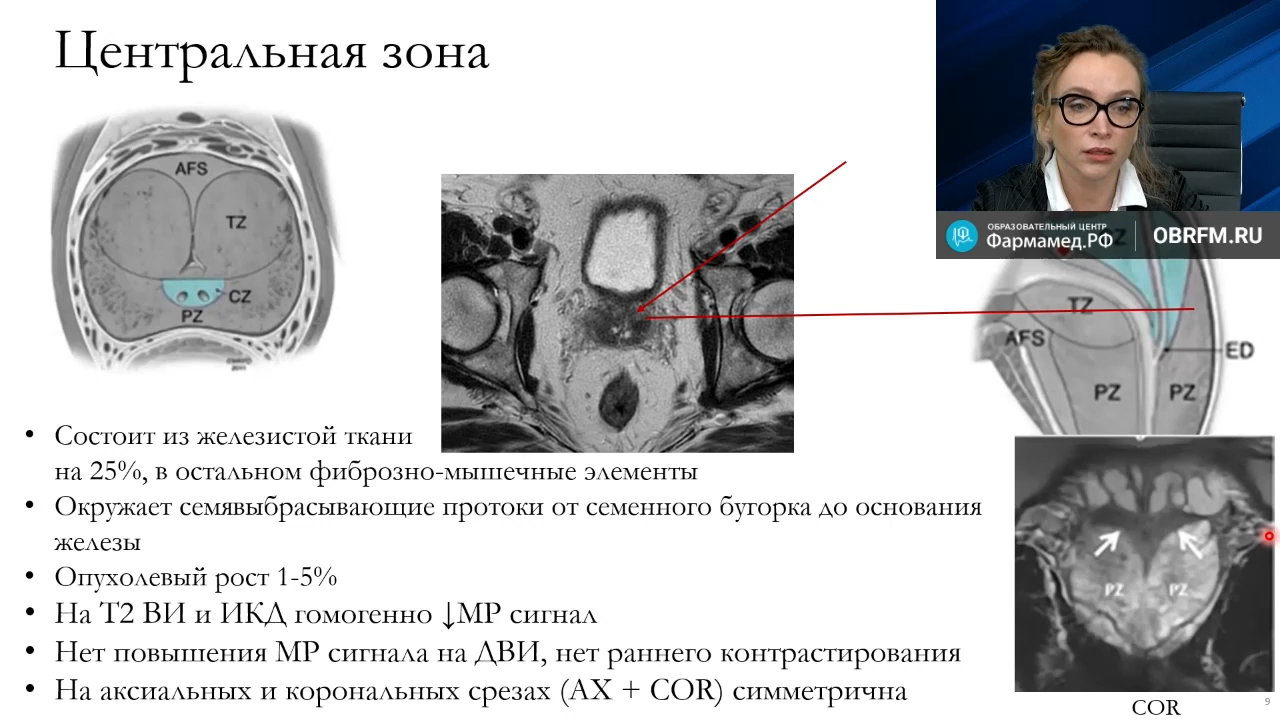 Центральная зона
AFS
TZ
CZ
PZ
ОБРАЗОВАТЕЛЬНЫЙ ЦЕНТР
Фармамед.РФ
OBRFM.RU
TZ
AFS
ED
PZ
PZ
• Состоит из железистой ткани
на 25%, в остальном фиброзно-мышечные элементы
• Окружает семявыбрасывающие протоки от семенного бугорка до основания
железы
• Опухолевый рост 1-5%
• На Т2 ВИ и ИКД гомогенно ↓МР сигнал
• Нет повышения МР сигнала на ДВИ, нет раннего контрастирования
• На аксиальных и корональных срезах (AX + COR) симметрична
PZ
PZ
COR
9